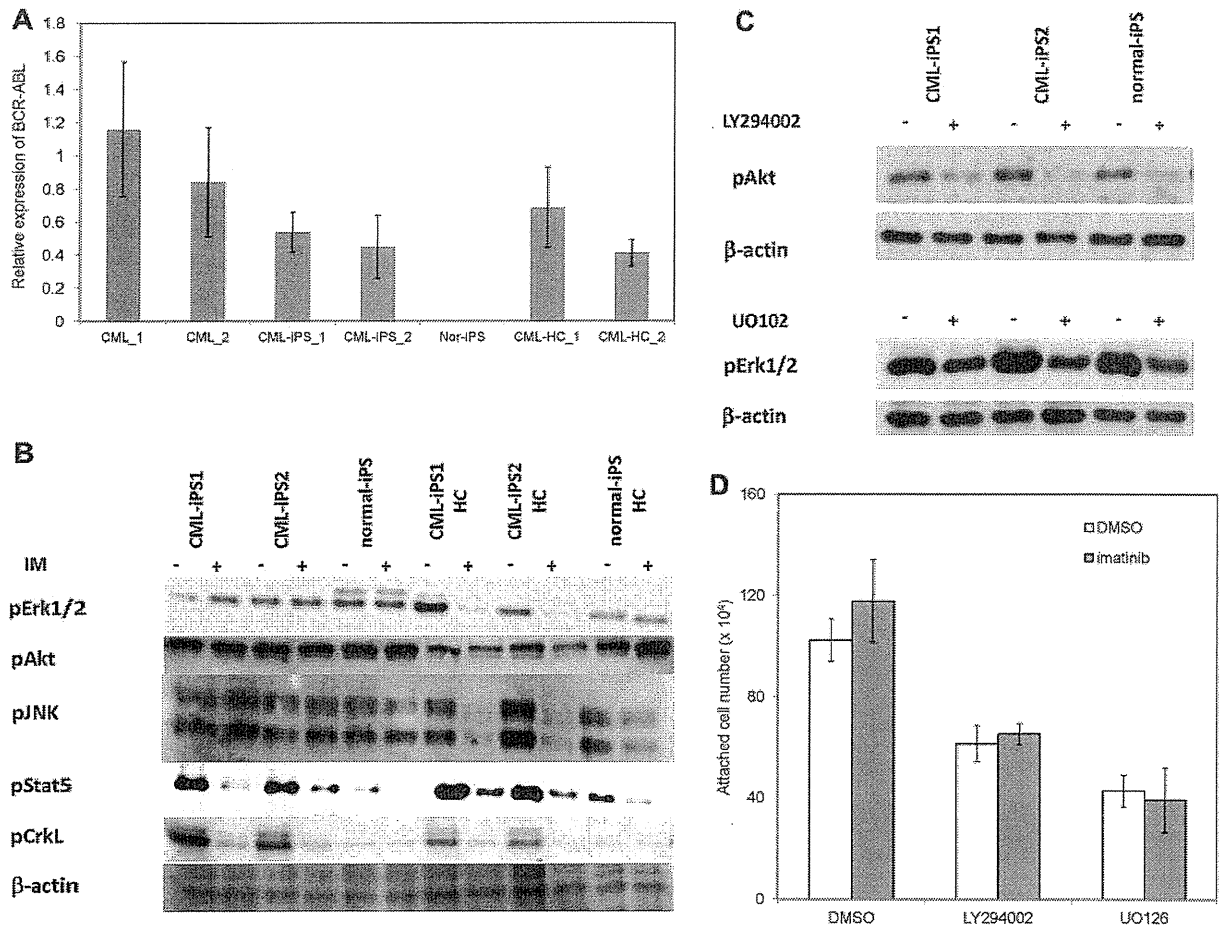 A
1.8
1.6
1.4
1.2
1
0.8
0.6
0.4
0.2
0
Relative expression of BCR-ABL
CML_1
CML_2
CML-iPS_1
CML-iPS_2
Nor-iPS
CML-HC_1
CML-HC_2
B
CML-iPS1
CML-iPS2
normal-iPS
CML-iPS1 HC
CML-iPS2 HC
normal-iPS HC
IM - + - + - + - + - + - +
pErk1/2
pAkt
pJNK
pStat5
pCrkL
β-actin
C
CML-iPS1
CML-iPS2
normal-iPS
LY294002 - + - + - +
pAkt
β-actin
UO102 - + - + - +
pErk1/2
β-actin
D
160
120
80
40
0
Attached cell number (x 10⁴)
DMSO
imatinib
DMSO
LY294002
UO126